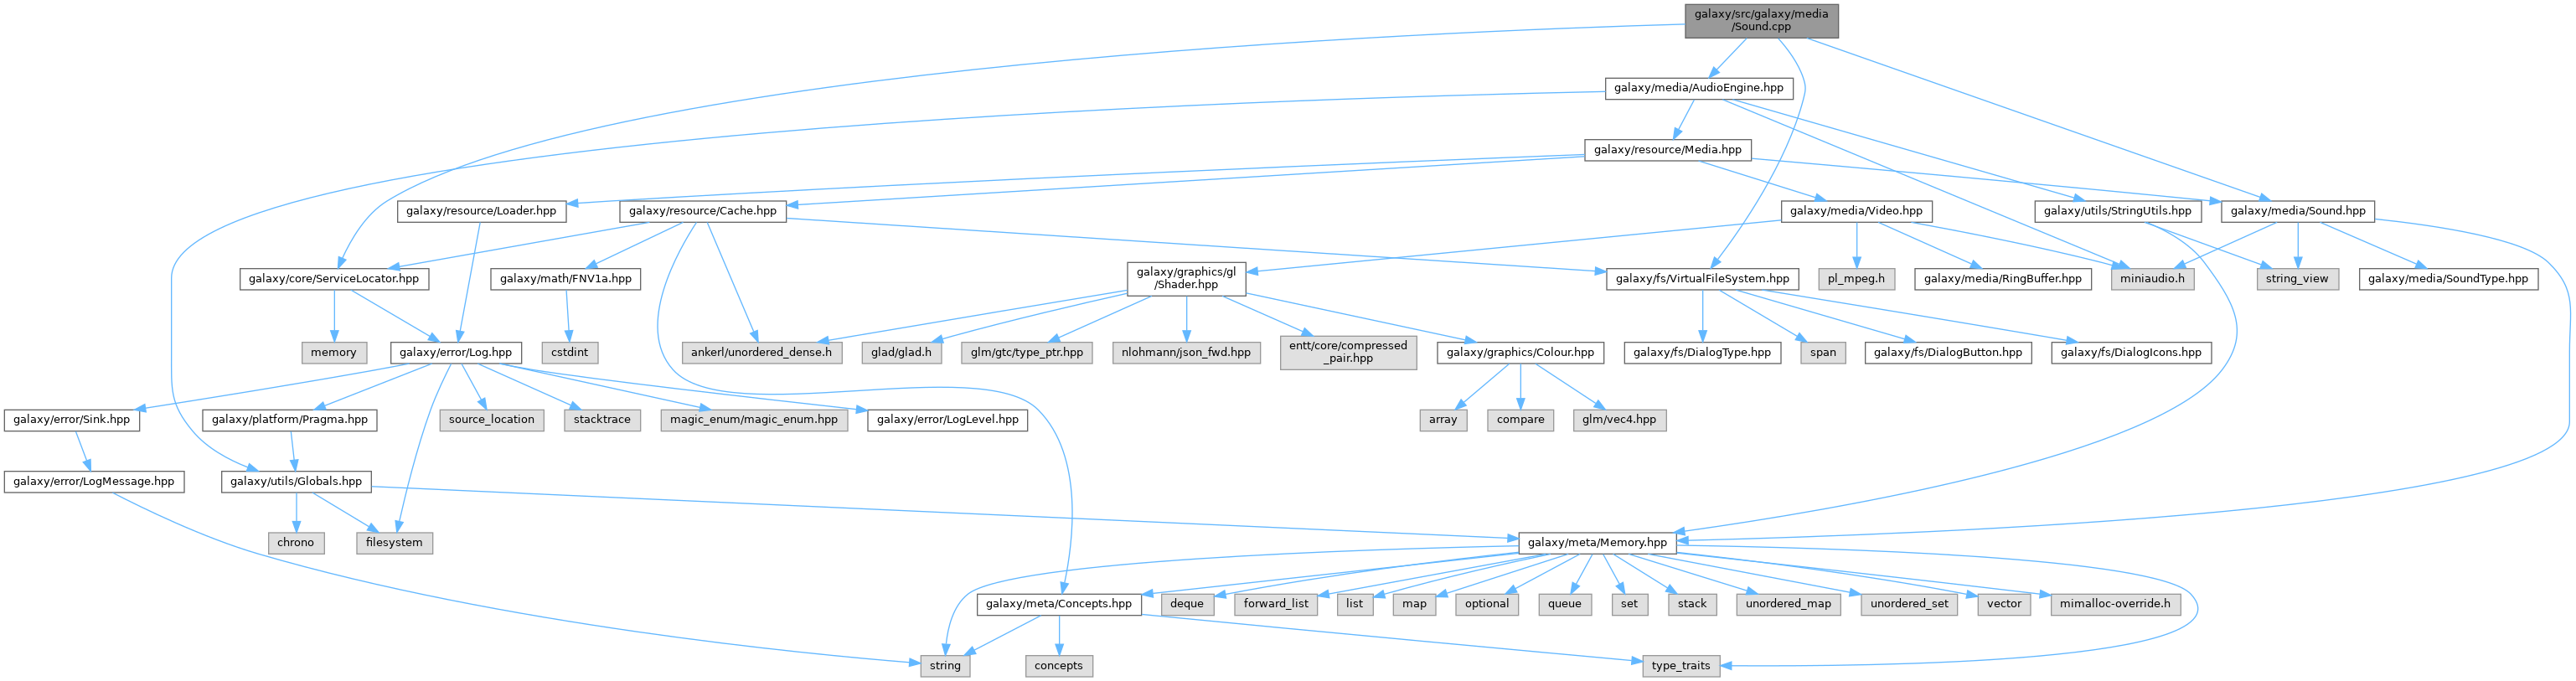 galaxy/src/galaxy/media
/Sound.cpp
galaxy/media/AudioEngine.hpp
galaxy/resource/Media.hpp
galaxy/resource/Loader.hpp
galaxy/resource/Cache.hpp
galaxy/media/Video.hpp
galaxy/utils/StringUtils.hpp
galaxy/media/Sound.hpp
galaxy/core/ServiceLocator.hpp
galaxy/math/FNV1a.hpp
galaxy/graphics/gl
/Shader.hpp
galaxy/fs/VirtualFileSystem.hpp
pl_mpeg.h
galaxy/media/RingBuffer.hpp
miniaudio.h
string_view
galaxy/media/SoundType.hpp
memory
galaxy/error/Log.hpp
cstdint
ankerl/unordered_dense.h
glad/glad.h
glm/gtc/type_ptr.hpp
nlohmann/json_fwd.hpp
entt/core/compressed
_pair.hpp
galaxy/graphics/Colour.hpp
galaxy/fs/DialogType.hpp
span
galaxy/fs/DialogButton.hpp
galaxy/fs/DialogIcons.hpp
galaxy/error/Sink.hpp
galaxy/platform/Pragma.hpp
source_location
stacktrace
magic_enum/magic_enum.hpp
galaxy/error/LogLevel.hpp
array
compare
glm/vec4.hpp
galaxy/error/LogMessage.hpp
galaxy/utils/Globals.hpp
chrono
filesystem
galaxy/meta/Memory.hpp
galaxy/meta/Concepts.hpp
deque
forward_list
list
map
optional
queue
set
stack
unordered_map
unordered_set
vector
mimalloc-override.h
string
concepts
type_traits